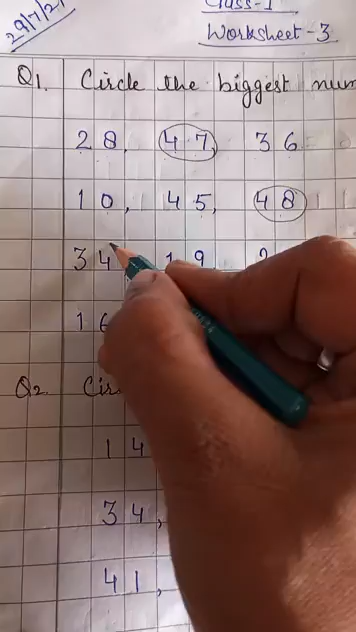 29/7/21
Class-1
Worksheet-3
Q1. Circle the biggest num
28, 47, 36
10, 45, 48
34 19 2
16
Q2. Cir
14
34,
41,